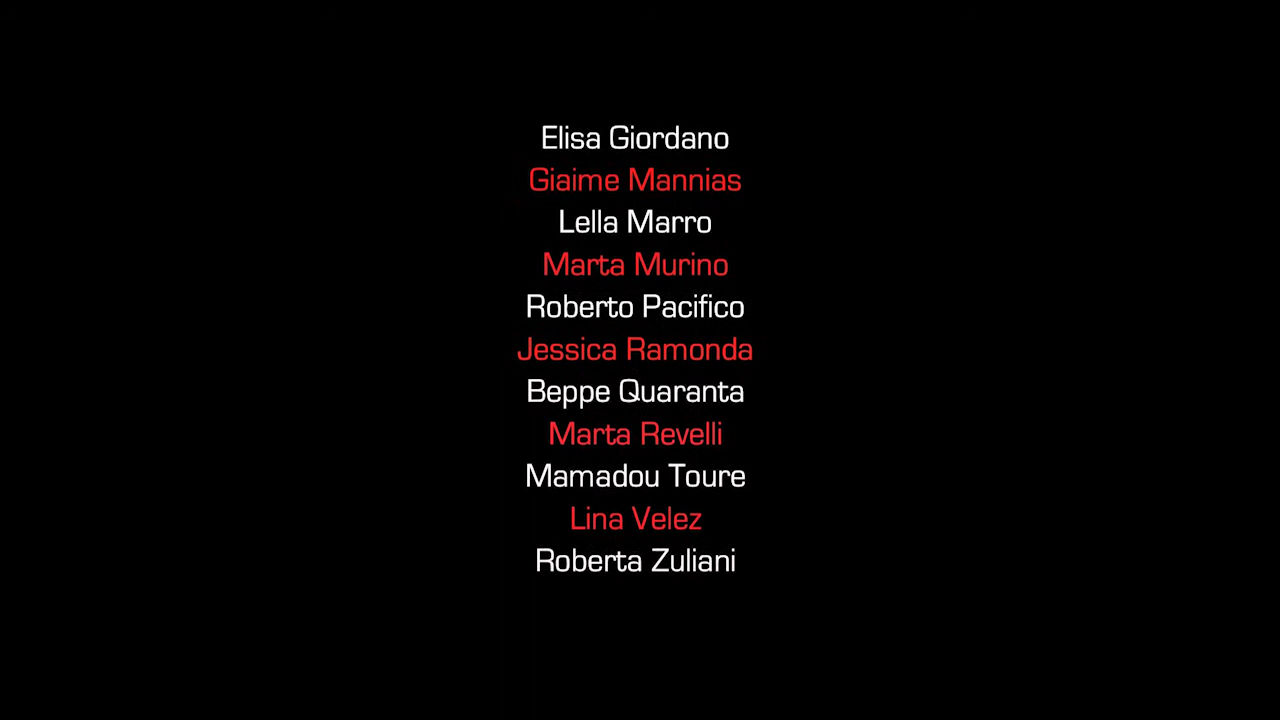 Elisa Giordano
Giaime Mannias
Lella Marro
Marta Murino
Roberto Pacifico
Jessica Ramonda
Beppe Quaranta
Marta Revelli
Mamadou Toure
Lina Velez
Roberta Zuliani